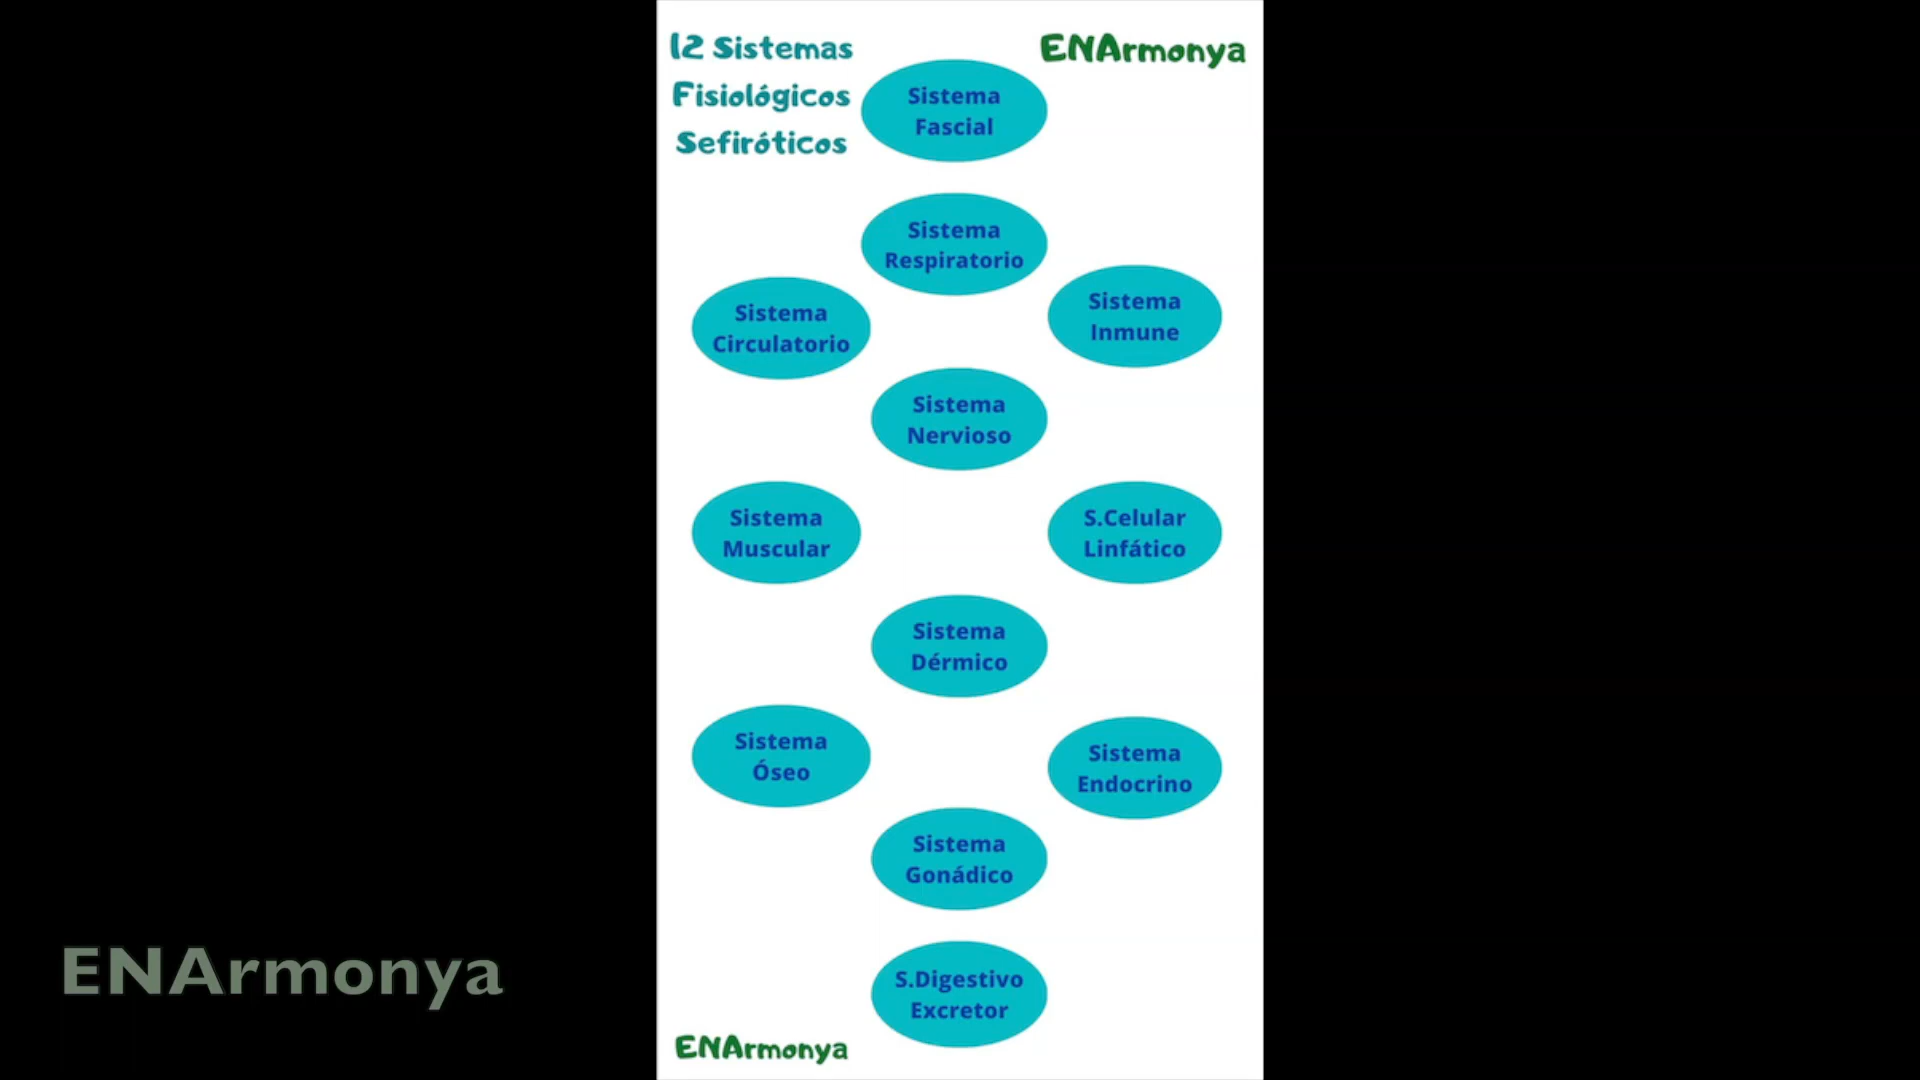 12 Sistemas
Fisiológicos
Sefiróticos
ENArmonya
Sistema
Fascial
Sistema
Respiratorio
Sistema
Circulatorio
Sistema
Inmune
Sistema
Nervioso
Sistema
Muscular
S.Celular
Linfático
Sistema
Dérmico
Sistema
Óseo
Sistema
Endocrino
Sistema
Gonádico
S.Digestivo
Excretor
ENArmonya
ENArmonya